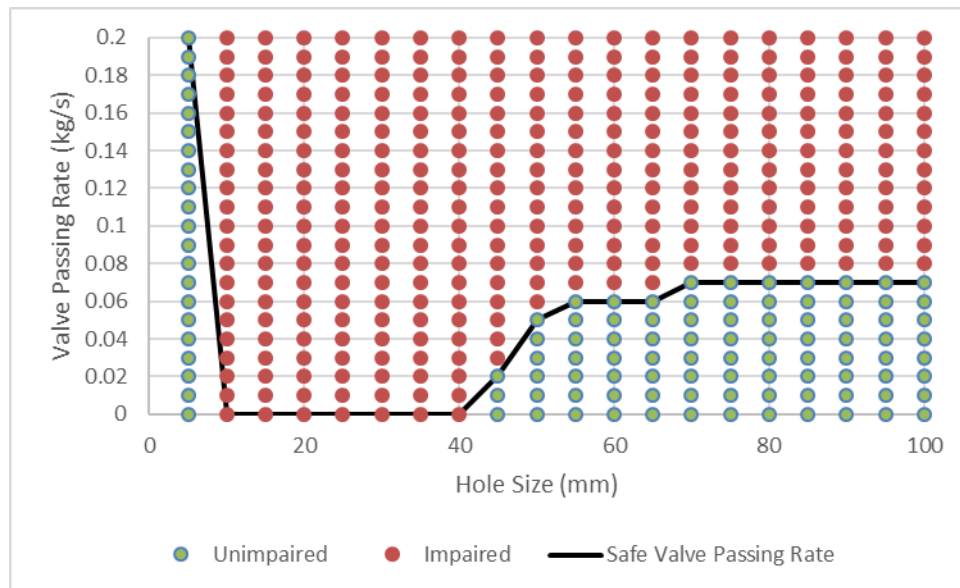 Valve Passing Rate (kg/s)
0.2
0.18
0.16
0.14
0.12
0.1
0.08
0.06
0.04
0.02
0
0 20 40 60 80 100
Hole Size (mm)
Unimpaired Impaired Safe Valve Passing Rate